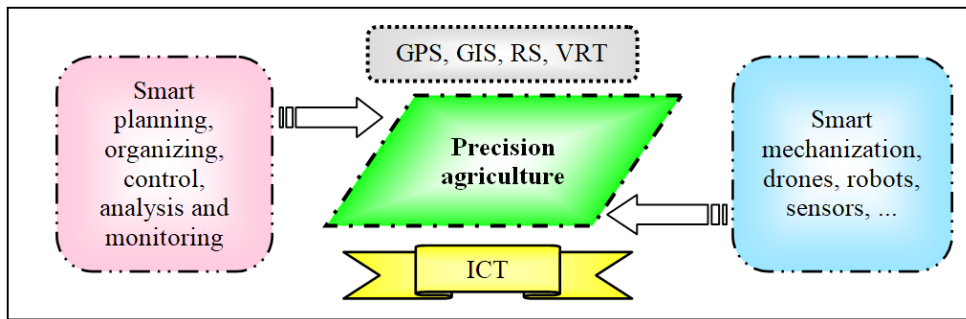 GPS, GIS, RS, VRT
Smart
planning,
organizing,
control,
analysis and
monitoring
Precision
agriculture
Smart
mechanization,
drones, robots,
sensors, ...
ICT